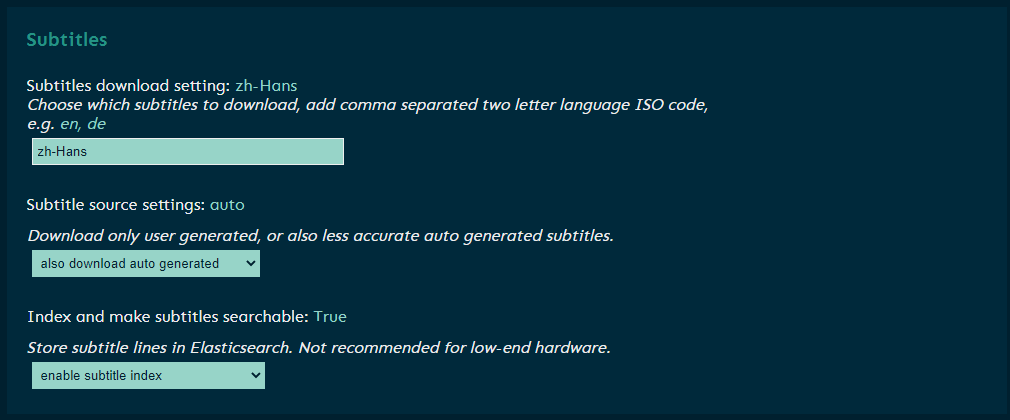 Subtitles
Subtitles download setting: zh-Hans
Choose which subtitles to download, add comma separated two letter language ISO code,
e.g. en, de
zh-Hans
Subtitle source settings: auto
Download only user generated, or also less accurate auto generated subtitles.
also download auto generated
Index and make subtitles searchable: True
Store subtitle lines in Elasticsearch. Not recommended for low-end hardware.
enable subtitle index